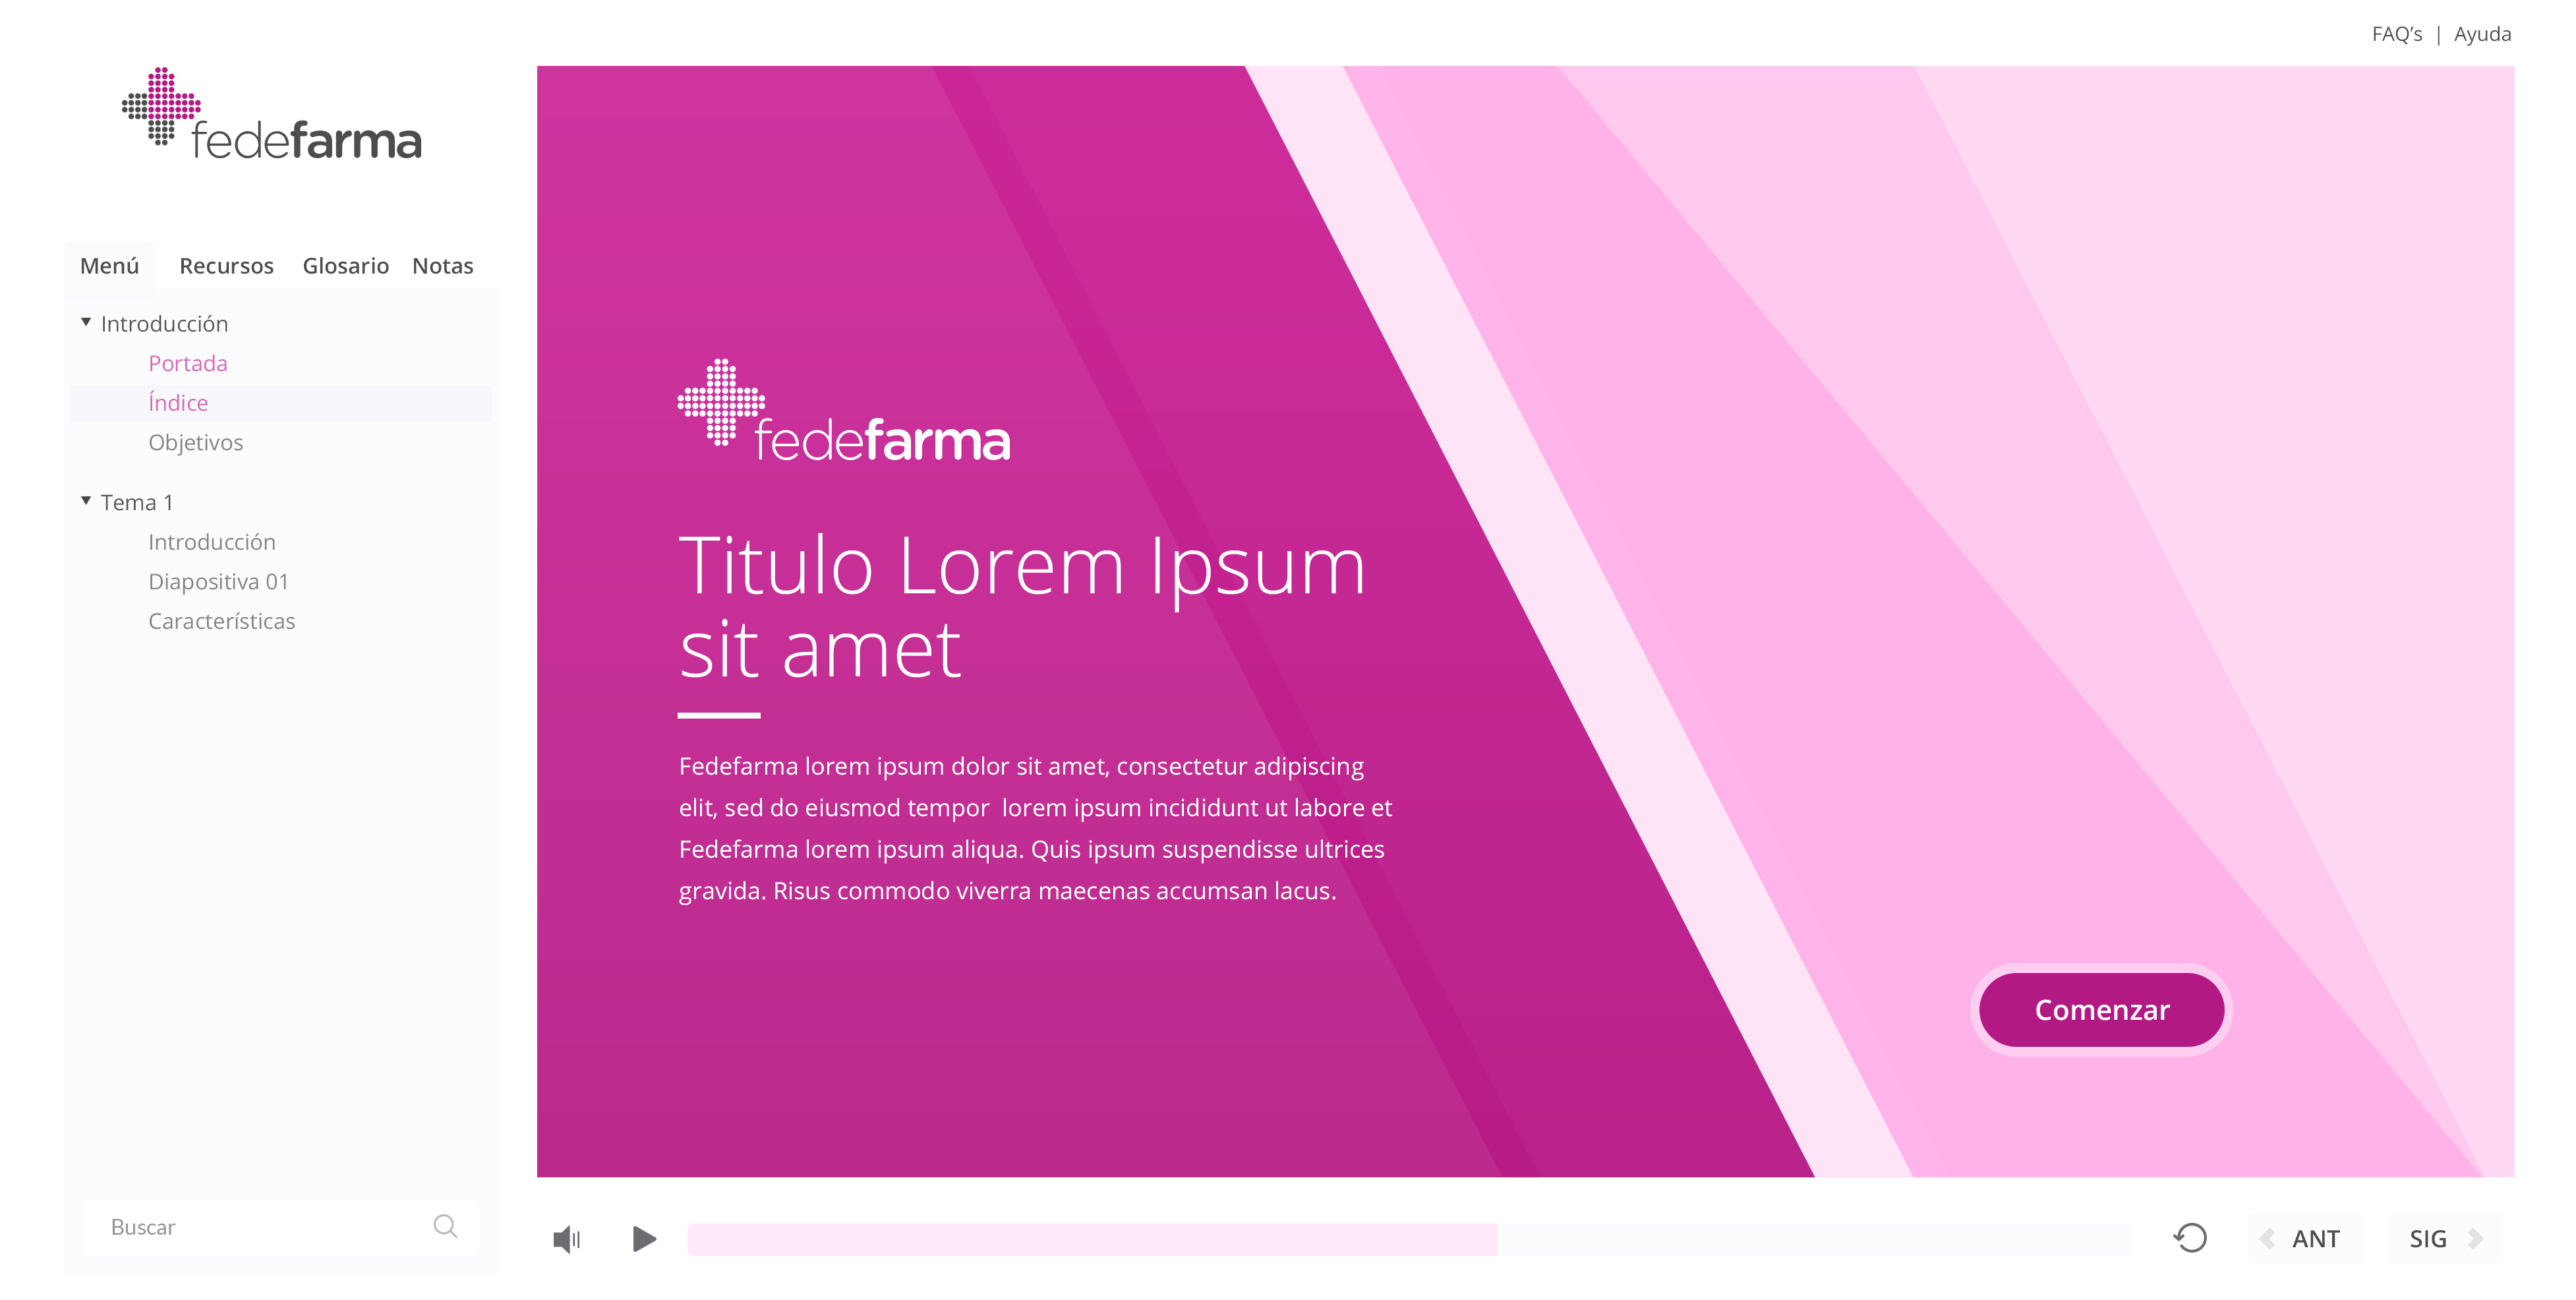 FAQ’s | Ayuda
fedefarma
Menú Recursos Glosario Notas
Introducción
Portada
Índice
Objetivos
Tema 1
Introducción
Diapositiva 01
Características
Buscar
fedefarma
Titulo Lorem Ipsum
sit amet
Fedefarma lorem ipsum dolor sit amet, consectetur adipiscing
elit, sed do eiusmod tempor  lorem ipsum incididunt ut labore et
Fedefarma lorem ipsum aliqua. Quis ipsum suspendisse ultrices
gravida. Risus commodo viverra maecenas accumsan lacus.
Comenzar
ANT SIG